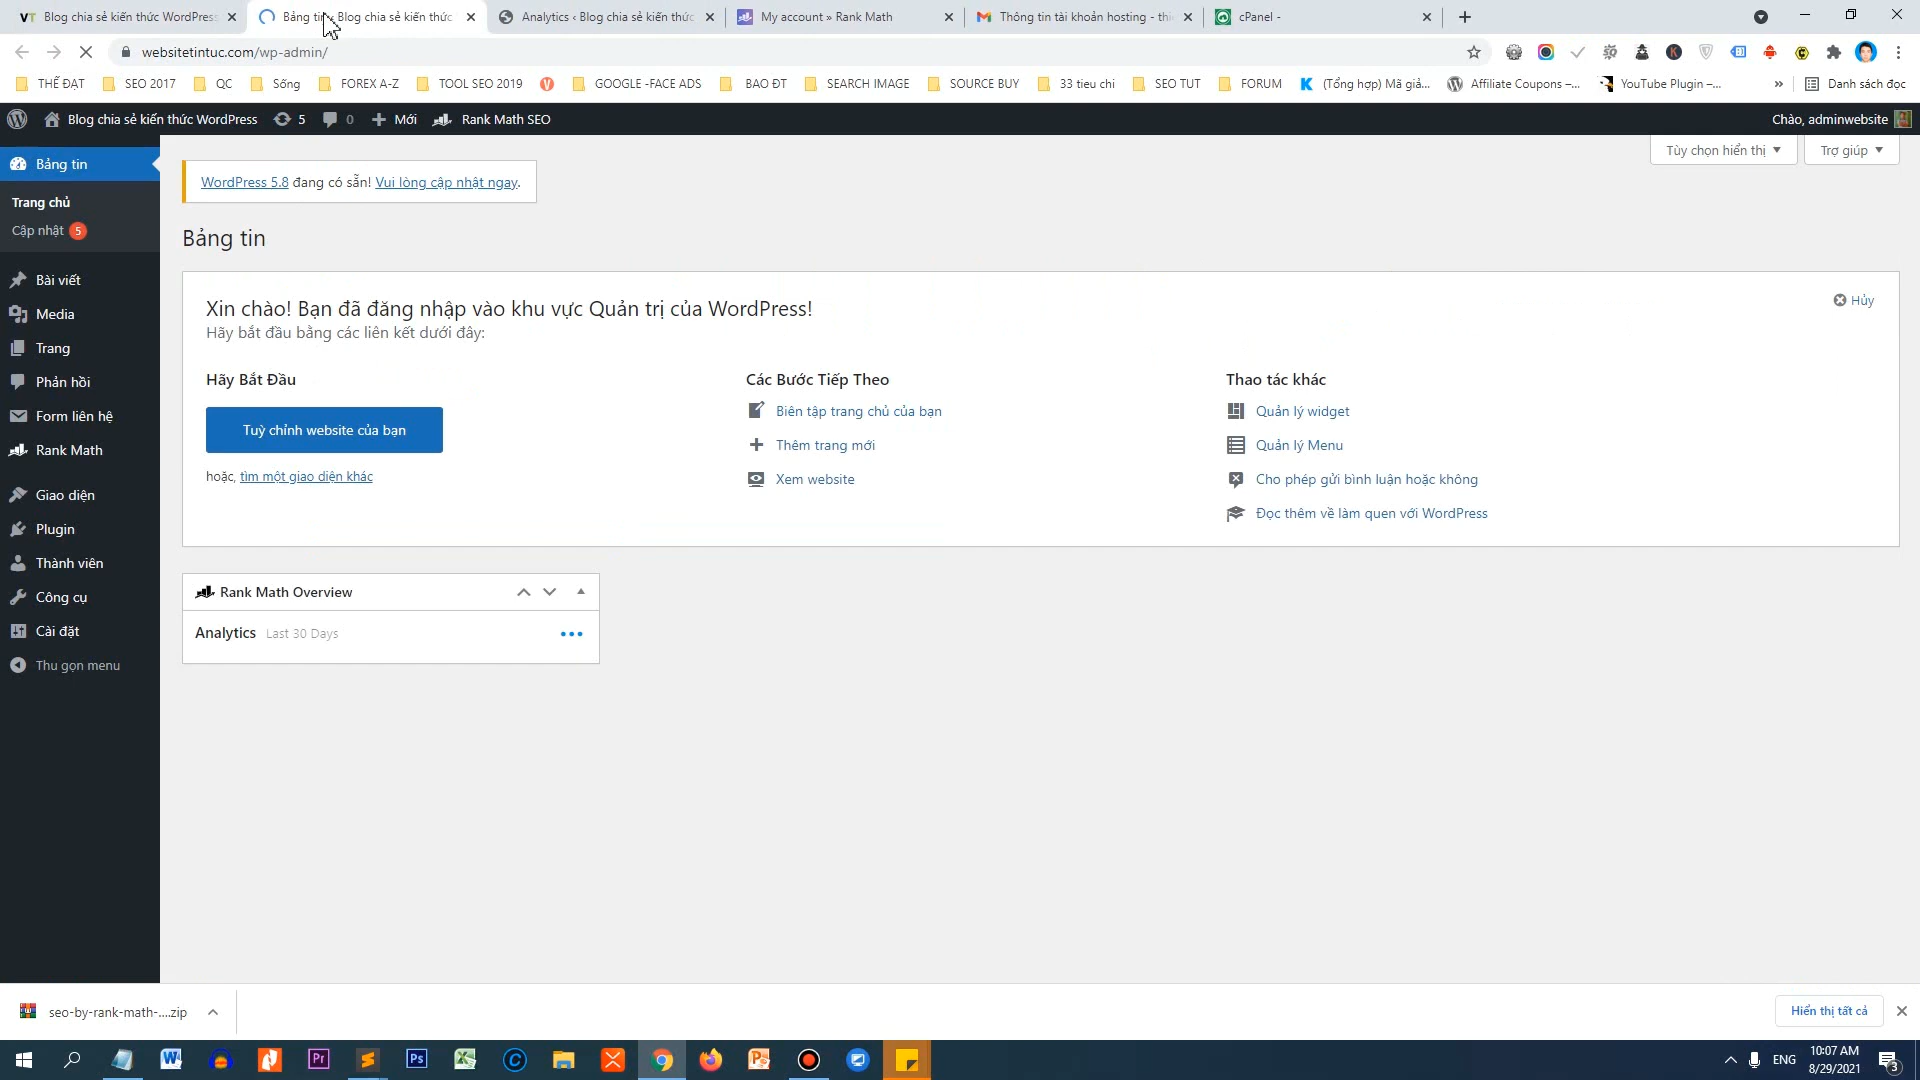 Blog chia sẻ kiến thức WordPress
Bảng tin ‹ Blog chia sẻ kiến thức
Analytics ‹ Blog chia sẻ kiến thức
My account » Rank Math
Thông tin tài khoản hosting - thi
cPanel -
websitetintuc.com/wp-admin/
THẾ ĐẠT
SEO 2017
QC
Sống
FOREX A-Z
TOOL SEO 2019
GOOGLE -FACE ADS
BAO ĐT
SEARCH IMAGE
SOURCE BUY
33 tieu chi
SEO TUT
FORUM
(Tổng hợp) Mã giả...
Affiliate Coupons –...
YouTube Plugin –...
»
Danh sách đọc
Blog chia sẻ kiến thức WordPress
5
0
Mới
Rank Math SEO
Chào, adminwebsite
Bảng tin
Trang chủ
Cập nhật 5
Bài viết
Media
Trang
Phản hồi
Form liên hệ
Rank Math
Giao diện
Plugin
Thành viên
Công cụ
Cài đặt
Thu gọn menu
Tùy chọn hiển thị
Trợ giúp
WordPress 5.8 đang có sẵn! Vui lòng cập nhật ngay.
Bảng tin
Xin chào! Bạn đã đăng nhập vào khu vực Quản trị của WordPress!
Hủy
Hãy bắt đầu bằng các liên kết dưới đây:
Hãy Bắt Đầu
Tuỳ chỉnh website của bạn
hoặc, tìm một giao diện khác
Các Bước Tiếp Theo
Biên tập trang chủ của bạn
Thêm trang mới
Xem website
Thao tác khác
Quản lý widget
Quản lý Menu
Cho phép gửi bình luận hoặc không
Đọc thêm về làm quen với WordPress
Rank Math Overview
Analytics Last 30 Days
seo-by-rank-math-....zip
Hiển thị tất cả
ENG
10:07 AM
8/29/2021
3